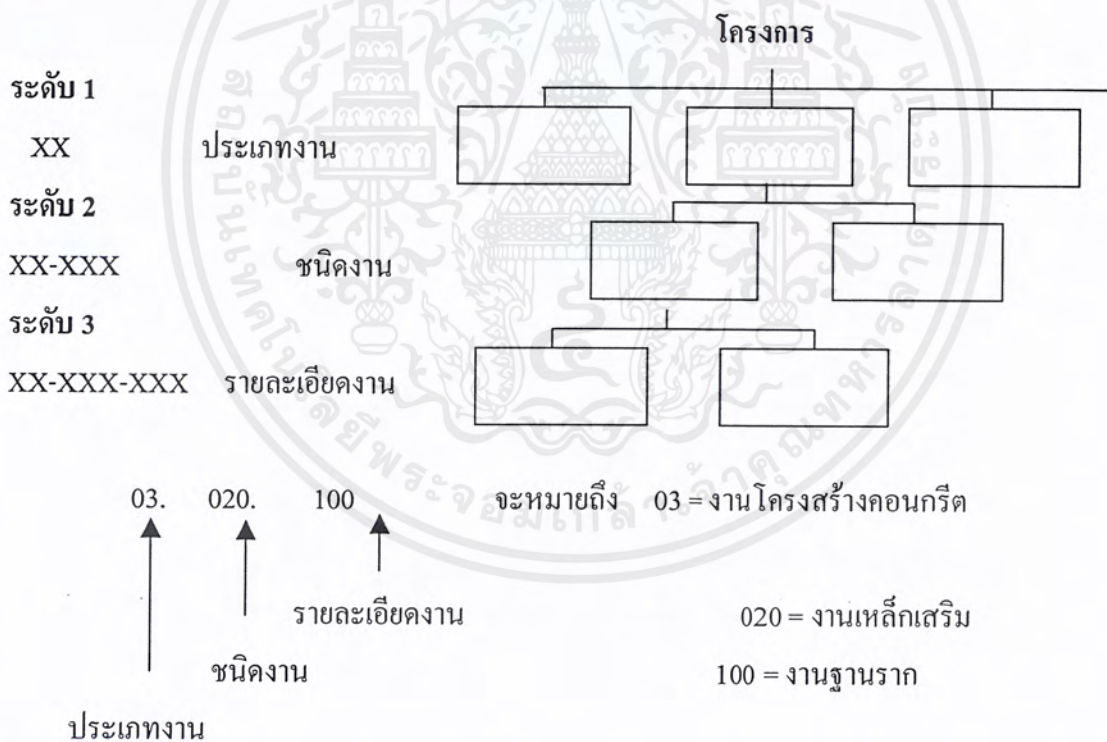 โครงการ
ระดับ 1
XX ประเภทงาน
ระดับ 2
XX-XXX ชนิดงาน
ระดับ 3
XX-XXX-XXX รายละเอียดงาน
03. 020. 100 จะหมายถึง 03 = งานโครงสร้างคอนกรีต
รายละเอียดงาน 020 = งานเหล็กเสริม
ชนิดงาน 100 = งานฐานราก
ประเภทงาน